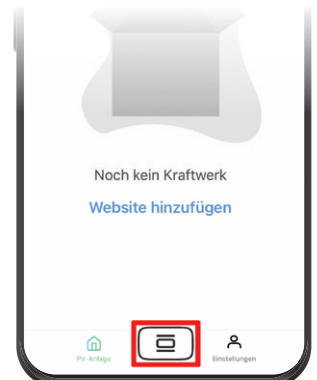 Noch kein Kraftwerk
Website hinzufügen
PV-Anlage
Einstellungen